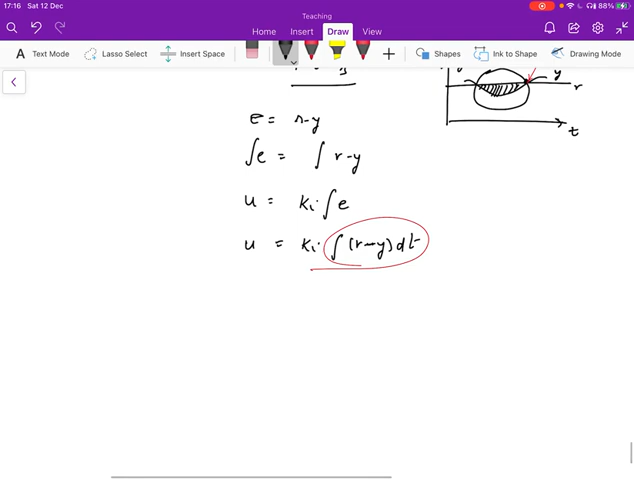 17:16 Sat 12 Dec
Teaching
88%
Home Insert Draw View
A Text Mode Lasso Select Insert Space Shapes Ink to Shape Drawing Mode
y
r
t
e = r-y
∫e = ∫ r-y
u = Ki ∫ e
u = Ki ∫ (r-y) dt